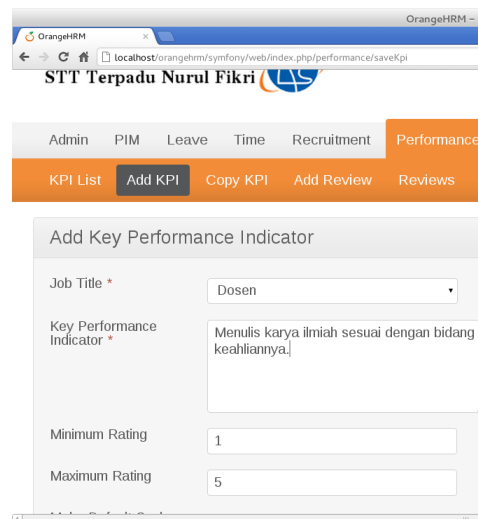 OrangeHRM –
OrangeHRM
localhost/orangehrm/symfony/web/index.php/performance/saveKpi
STT Terpadu Nurul Fikri
Admin PIM Leave Time Recruitment Performance
KPI List Add KPI Copy KPI Add Review Reviews
Add Key Performance Indicator
Job Title *
Dosen
Key Performance
Indicator *
Menulis karya ilmiah sesuai dengan bidang
keahliannya.
Minimum Rating
1
Maximum Rating
5